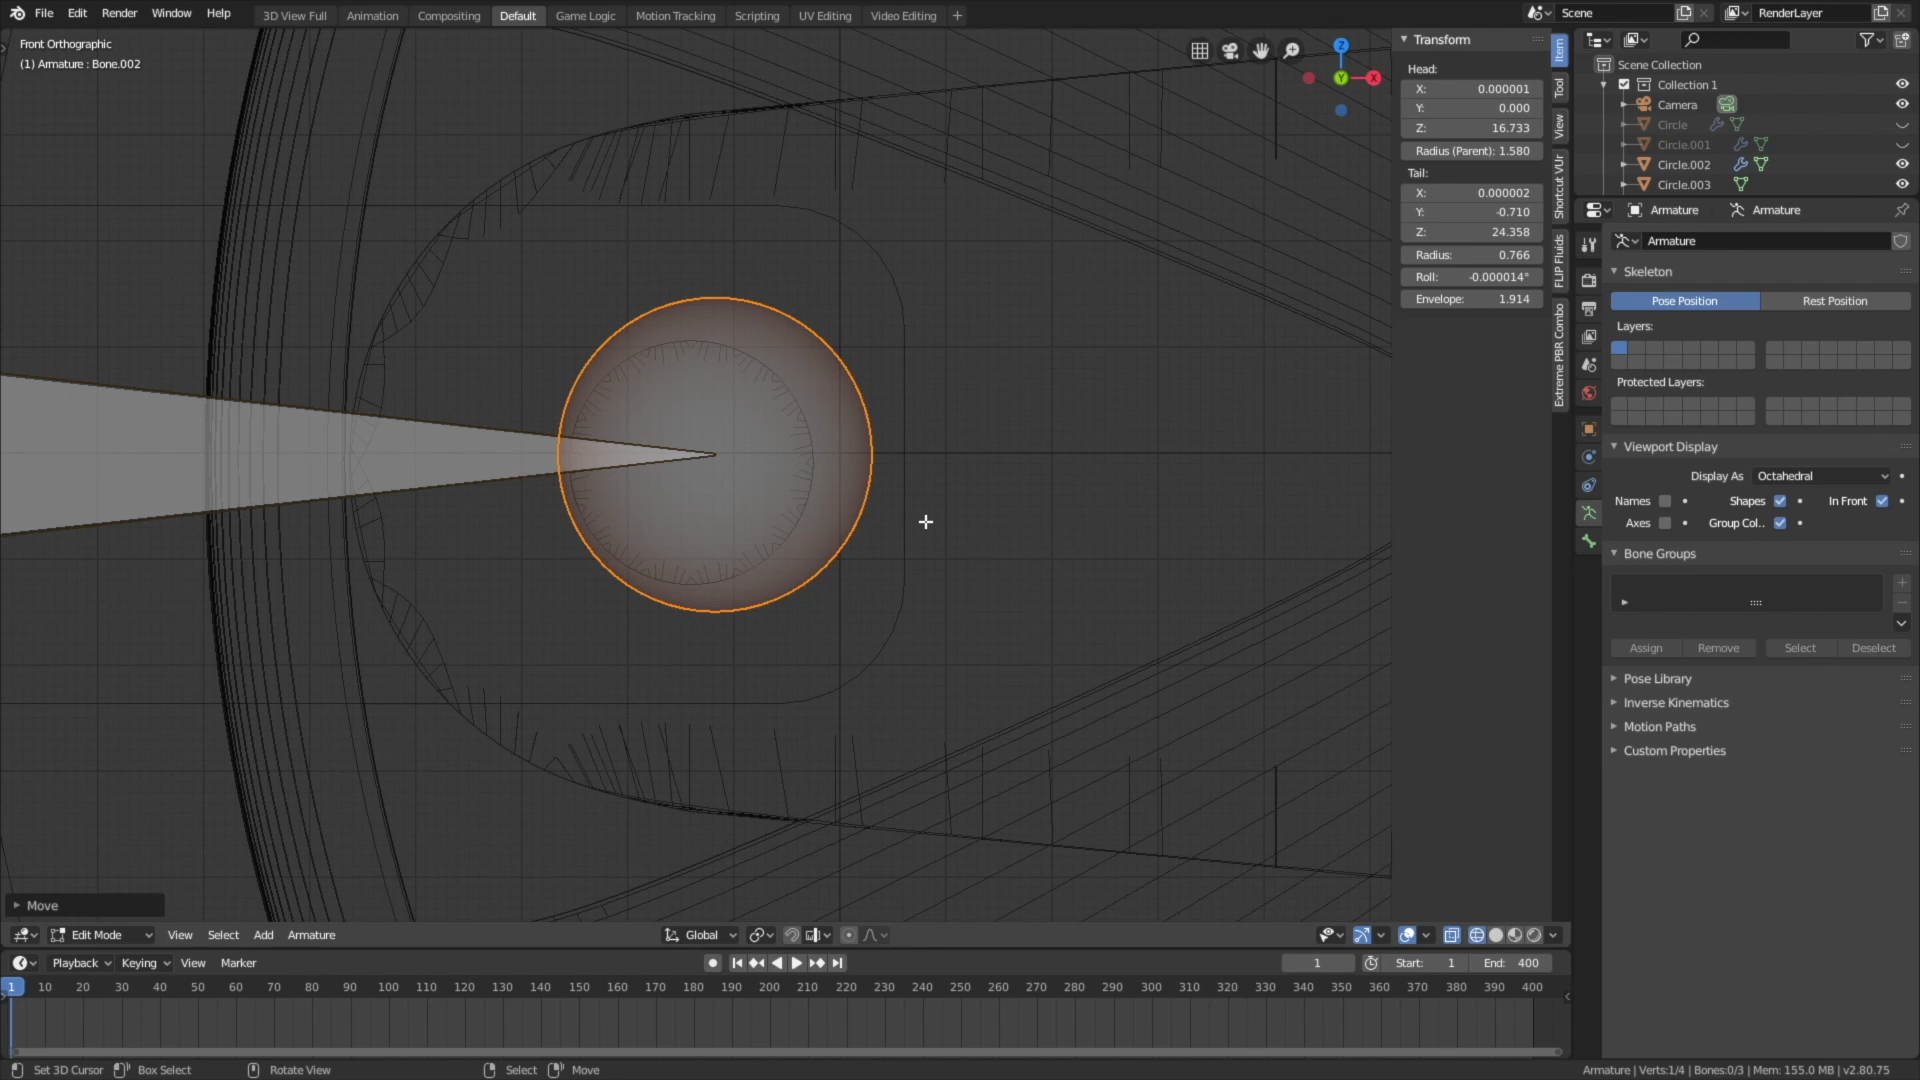 File Edit Render Window Help 3D View Full Animation Compositing Default Game Logic Motion Tracking Scripting UV Editing Video Editing + Scene RenderLayer
Front Orthographic
(1) Armature : Bone.002
Z
Y
X
Transform
Head:
X: 0.000001
Y: 0.000
Z: 16.733
Radius (Parent): 1.580
Tail:
X: 0.000002
Y: -0.710
Z: 24.358
Radius: 0.766
Roll: -0.000014°
Envelope: 1.914
Item
Tool
View
Shortcut VUr
FLIP Fluids
Extreme PBR Combo
Scene Collection
Collection 1
Camera
Circle
Circle.001
Circle.002
Circle.003
Armature Armature
Armature
Skeleton
Pose Position Rest Position
Layers:
Protected Layers:
Viewport Display
Display As Octahedral
Names Shapes In Front
Axes Group Col..
Bone Groups
Assign Remove Select Deselect
Pose Library
Inverse Kinematics
Motion Paths
Custom Properties
Move
Edit Mode View Select Add Armature Global
Playback Keying View Marker 1 Start: 1 End: 400
1 10 20 30 40 50 60 70 80 90 100 110 120 130 140 150 160 170 180 190 200 210 220 230 240 250 260 270 280 290 300 310 320 330 340 350 360 370 380 390 400
Set 3D Cursor Box Select Rotate View Select Move Armature | Verts:1/4 | Bones:0/3 | Mem: 155.0 MB | v2.80.75